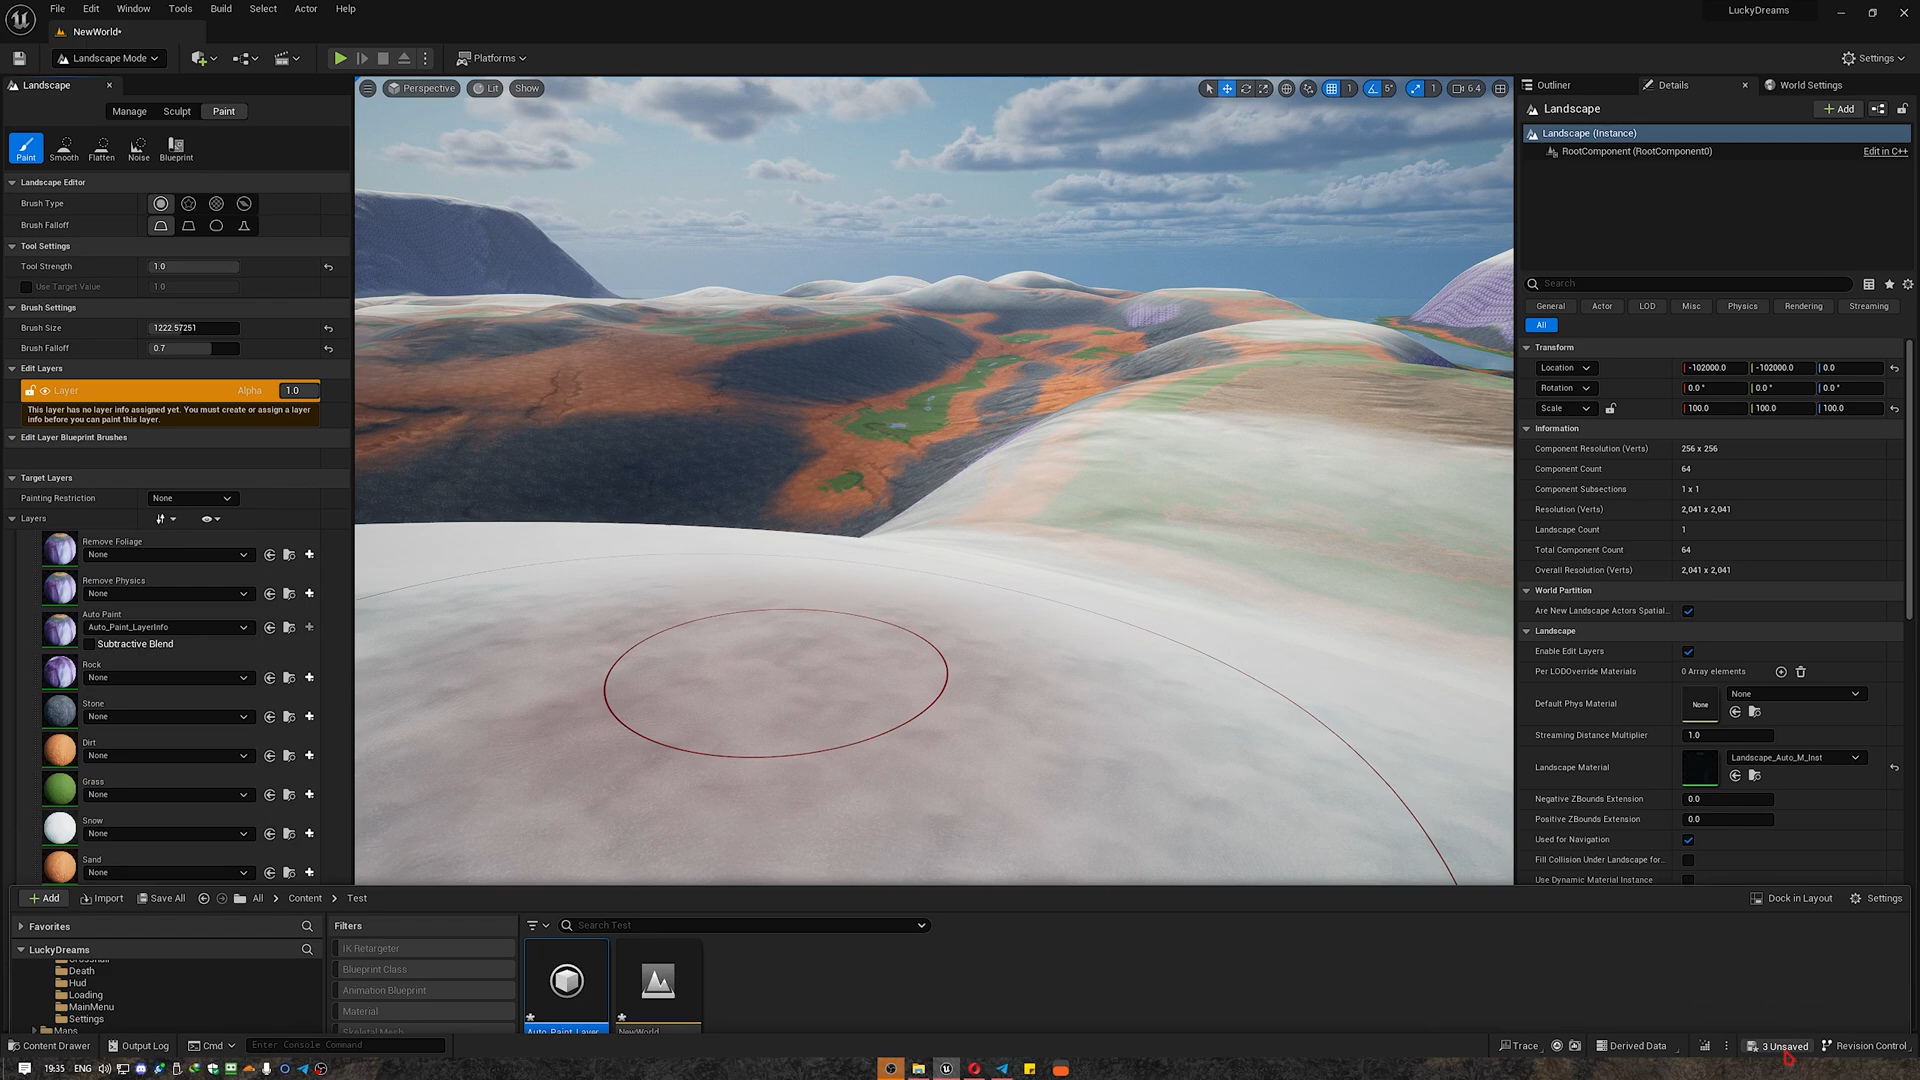 File Edit Window Tools Build Select Actor Help
LuckyDreams
NewWorld*
Landscape Mode
Platforms
Settings
Landscape
Manage Sculpt Paint
Paint Smooth Flatten Noise Blueprint
Landscape Editor
Brush Type
Brush Falloff
Tool Settings
Tool Strength 1.0
Use Target Value 1.0
Brush Settings
Brush Size 1222.57251
Brush Falloff 0.7
Edit Layers
Layer Alpha 1.0
This layer has no layer info assigned yet. You must create or assign a layer
info before you can paint this layer.
Edit Layer Blueprint Brushes
Target Layers
Painting Restriction None
Layers
Remove Foliage
None
Remove Physics
None
Auto Paint
Auto_Paint_LayerInfo
Subtractive Blend
Rock
None
Stone
None
Dirt
None
Grass
None
Snow
None
Sand
None
Perspective Lit Show
1 5° 1 6.4
Outliner Details World Settings
Landscape
Add
Landscape (Instance)
RootComponent (RootComponent0) Edit in C++
Search
General Actor LOD Misc Physics Rendering Streaming
All
Transform
Location -102000.0 -102000.0 0.0
Rotation 0.0° 0.0° 0.0°
Scale 100.0 100.0 100.0
Information
Component Resolution (Verts) 256 x 256
Component Count 64
Component Subsections 1 x 1
Resolution (Verts) 2,041 x 2,041
Landscape Count 1
Total Component Count 64
Overall Resolution (Verts) 2,041 x 2,041
World Partition
Are New Landscape Actors Spatial...
Landscape
Enable Edit Layers
Per LODOverride Materials 0 Array elements
Default Phys Material None None
Streaming Distance Multiplier 1.0
Landscape Material Landscape_Auto_M_Inst
Negative ZBounds Extension 0.0
Positive ZBounds Extension 0.0
Used for Navigation
Fill Collision Under Landscape for...
Use Dynamic Material Instance
Add Import Save All All Content Test
Dock in Layout Settings
Favorites
LuckyDreams
Death
Hud
Loading
MainMenu
Settings
Maps
Filters
IK Retargeter
Blueprint Class
Animation Blueprint
Material
Skeletal Mesh
Search Test
Auto_Paint_Layer
NewWorld
Content Drawer Output Log Cmd Enter Console Command
Trace Derived Data 3 Unsaved Revision Control
19:35 ENG